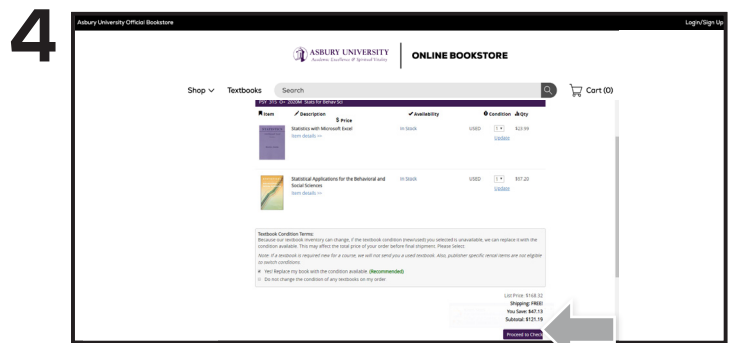 4
Asbury University Official Bookstore
Login/Sign Up
ASBURY UNIVERSITY
Academic Excellence & Spiritual Vitality
ONLINE BOOKSTORE
Shop
Textbooks
Search
Cart (0)
PSY 315 O+ 2020M Stats for Behav Sci
Item Description Availability Condition Qty
$ Price
Statistics with Microsoft Excel In Stock USED 1 $23.99
Item details >> Update
Statistical Applications for the Behavioral and In Stock USED 1 $97.20
Social Sciences Update
Item details >>
Textbook Condition Terms:
Because our textbook inventory can change, if the textbook condition (new/used) you selected is unavailable, we can replace it with the
condition available. This may affect the total price of your order before final shipment. Please Select:
Note: If a textbook is required new for a course, we will not send you a used textbook. Also, publisher specific rental items are not eligible
to switch conditions.
Yes! Replace my book with the condition available. (Recommended)
Do not change the condition of any textbooks on my order
List Price: $168.32
Shipping: FREE!
You Save: $47.13
Subtotal: $121.19
Proceed to Check